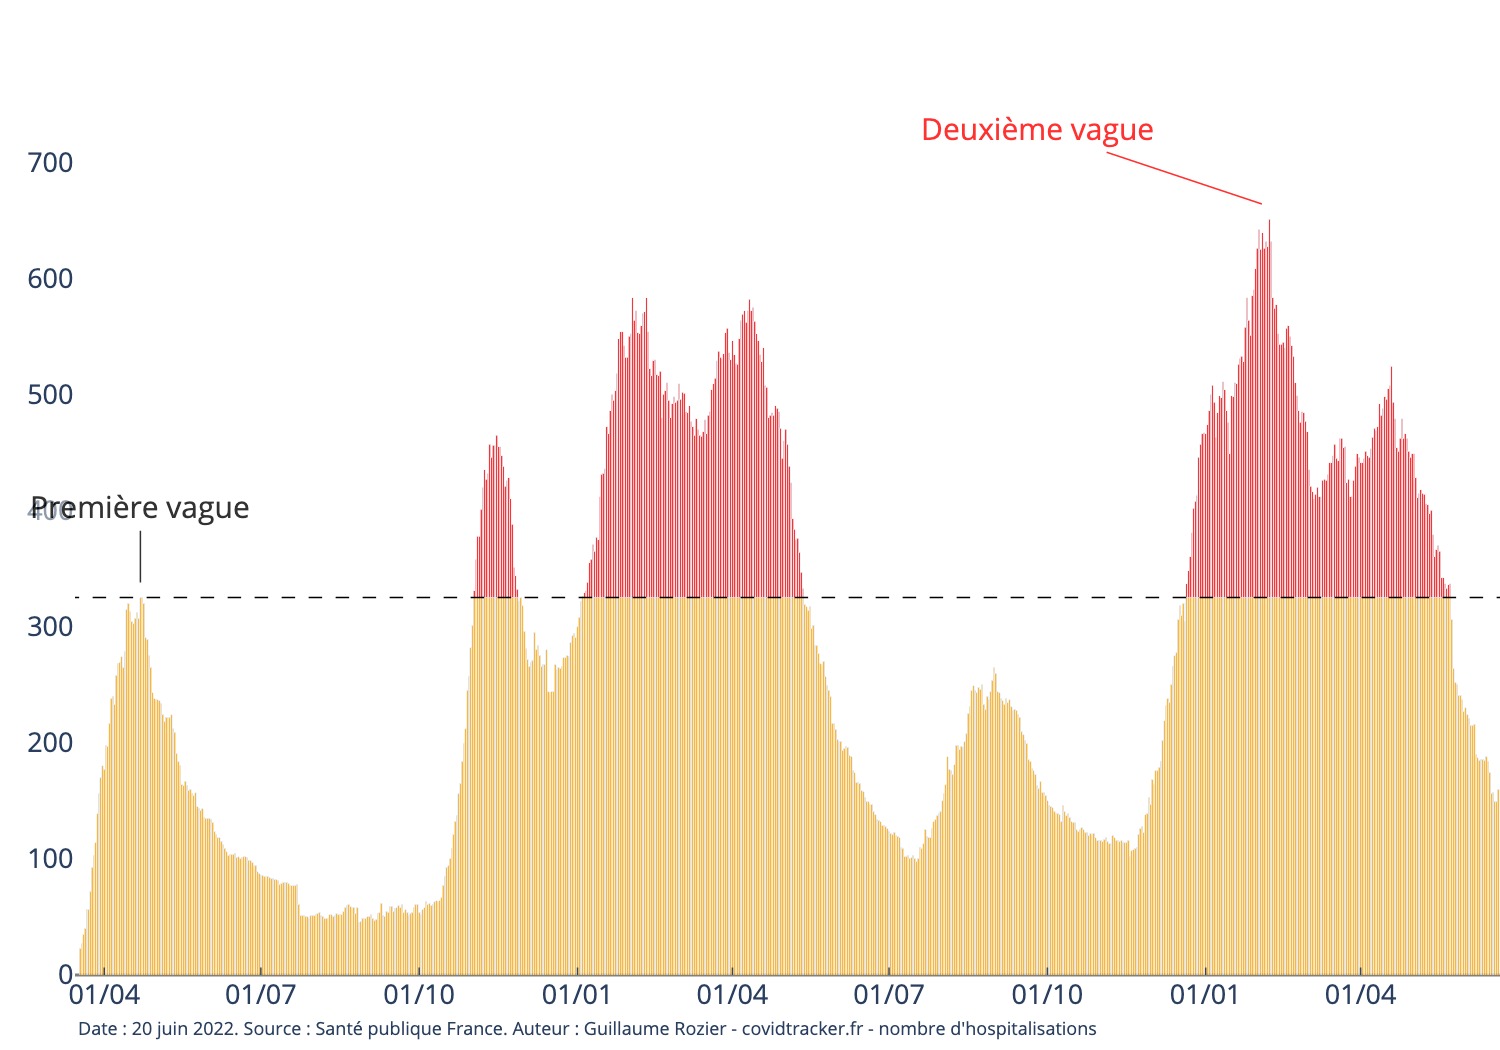 Deuxième vague
700
600
500
Première vague
400
300
200
100
0
01/04 01/07 01/10 01/01 01/04 01/07 01/10 01/01 01/04
Date : 20 juin 2022. Source : Santé publique France. Auteur : Guillaume Rozier - covidtracker.fr - nombre d'hospitalisations